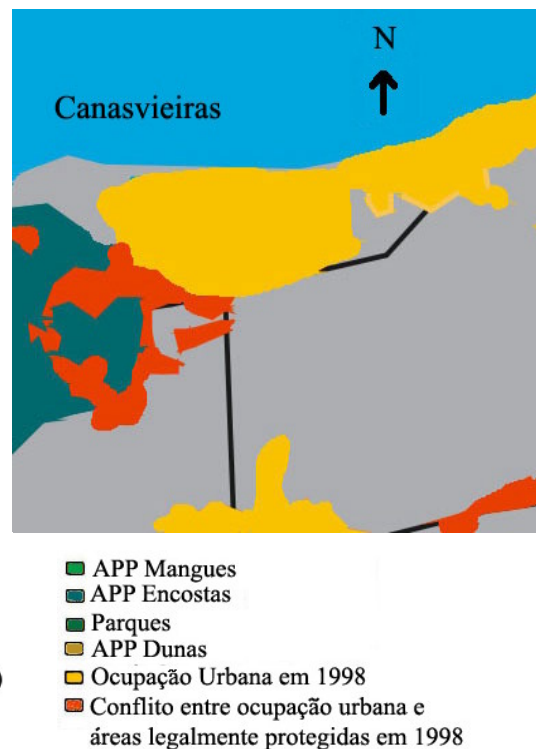 N
Canasvieiras
APP Mangues
APP Encostas
Parques
APP Dunas
Ocupação Urbana em 1998
Conflito entre ocupação urbana e
áreas legalmente protegidas em 1998